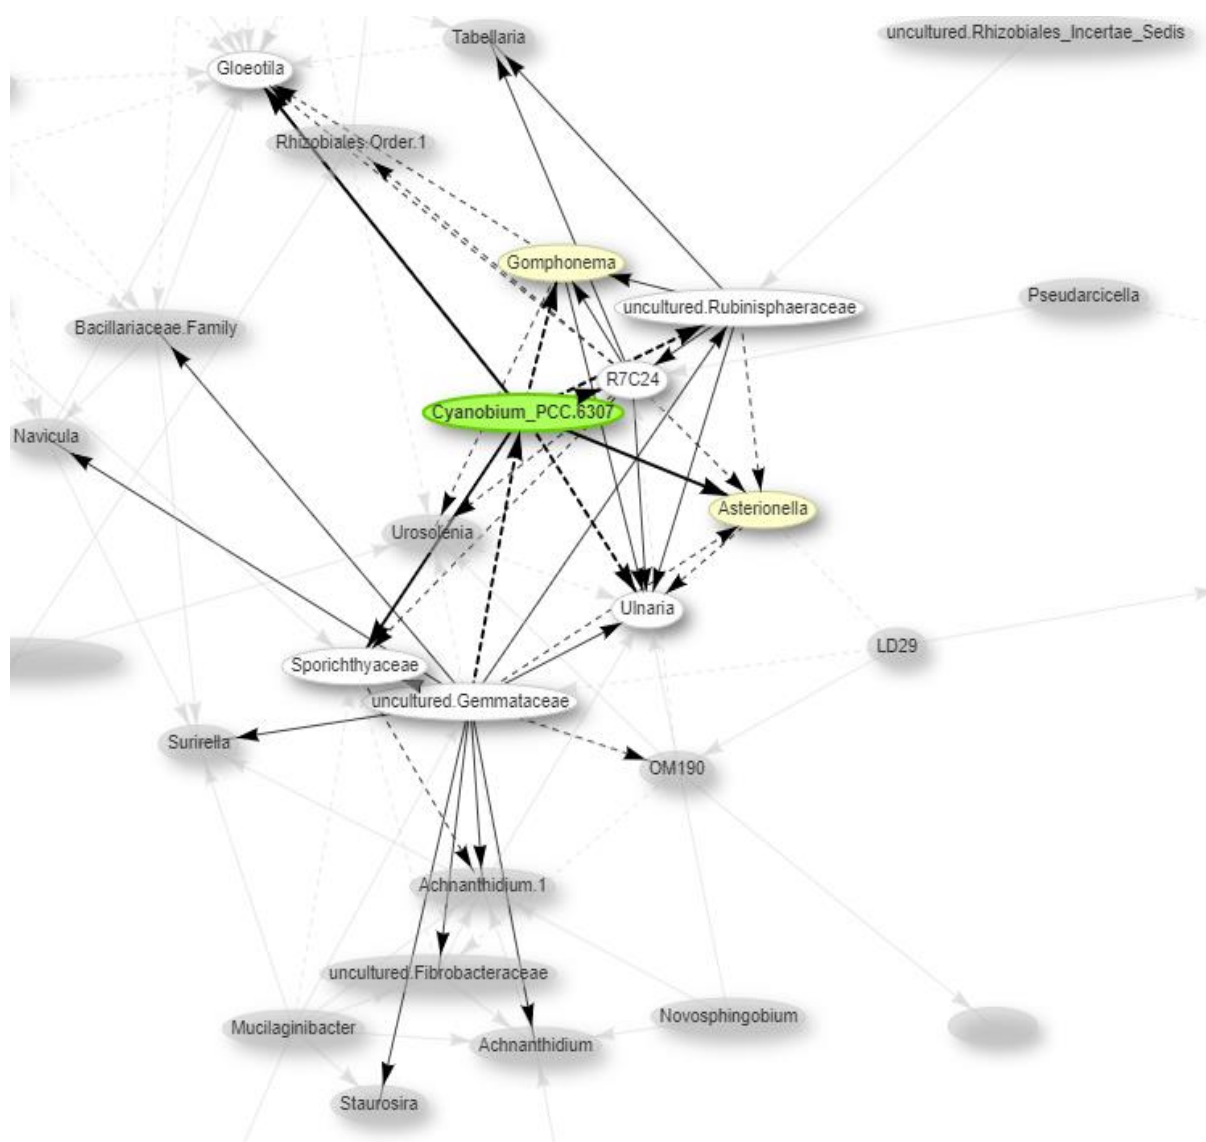 uncultured.Rhizobiales_Incertae_Sedis
Tabellaria
Gloeotila
Rhizobiales.Order.1
Gomphonema
Pseudarcicella
uncultured.Rubinisphaeraceae
Bacillariaceae.Family
R7C24
Cyanobium_PCC.6307
Navicula
Asterionella
Urosolenia
Ulnaria
LD29
Sporichthyaceae
uncultured.Gemmataceae
Surirella
OM190
Achnanthidium.1
uncultured.Fibrobacteraceae
Novosphingobium
Mucilaginibacter
Achnanthidium
Staurosira